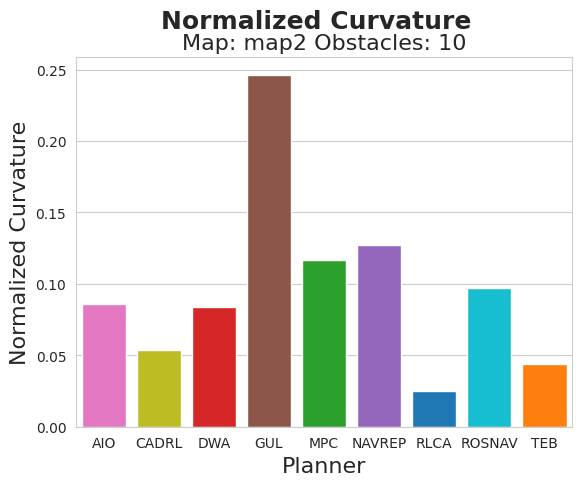 Normalized Curvature
Map: map2 Obstacles: 10
Normalized Curvature
0.25
0.20
0.15
0.10
0.05
0.00
AIO CADRL DWA GUL MPC NAVREP RLCA ROSNAV TEB
Planner